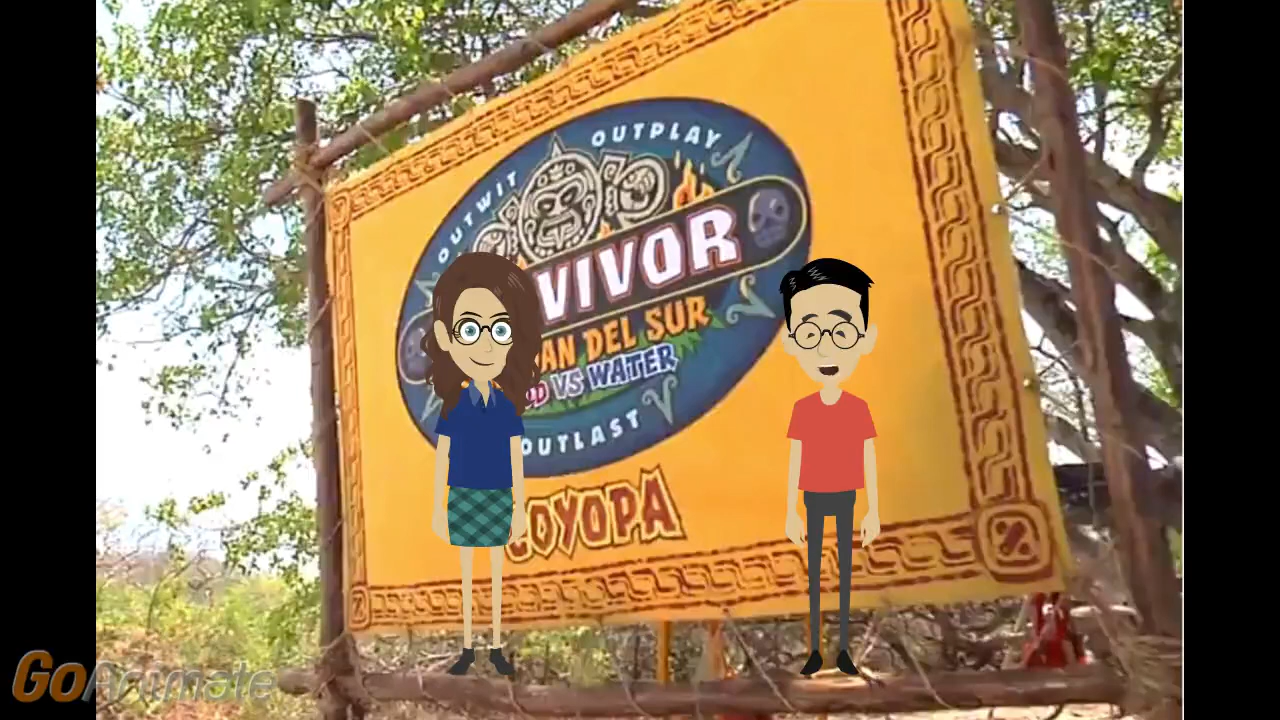 OUTWIT OUTPLAY
VIVOR
AN DEL SUR
D VS WATER
OUTLAST
COYOPA
GoAnimate